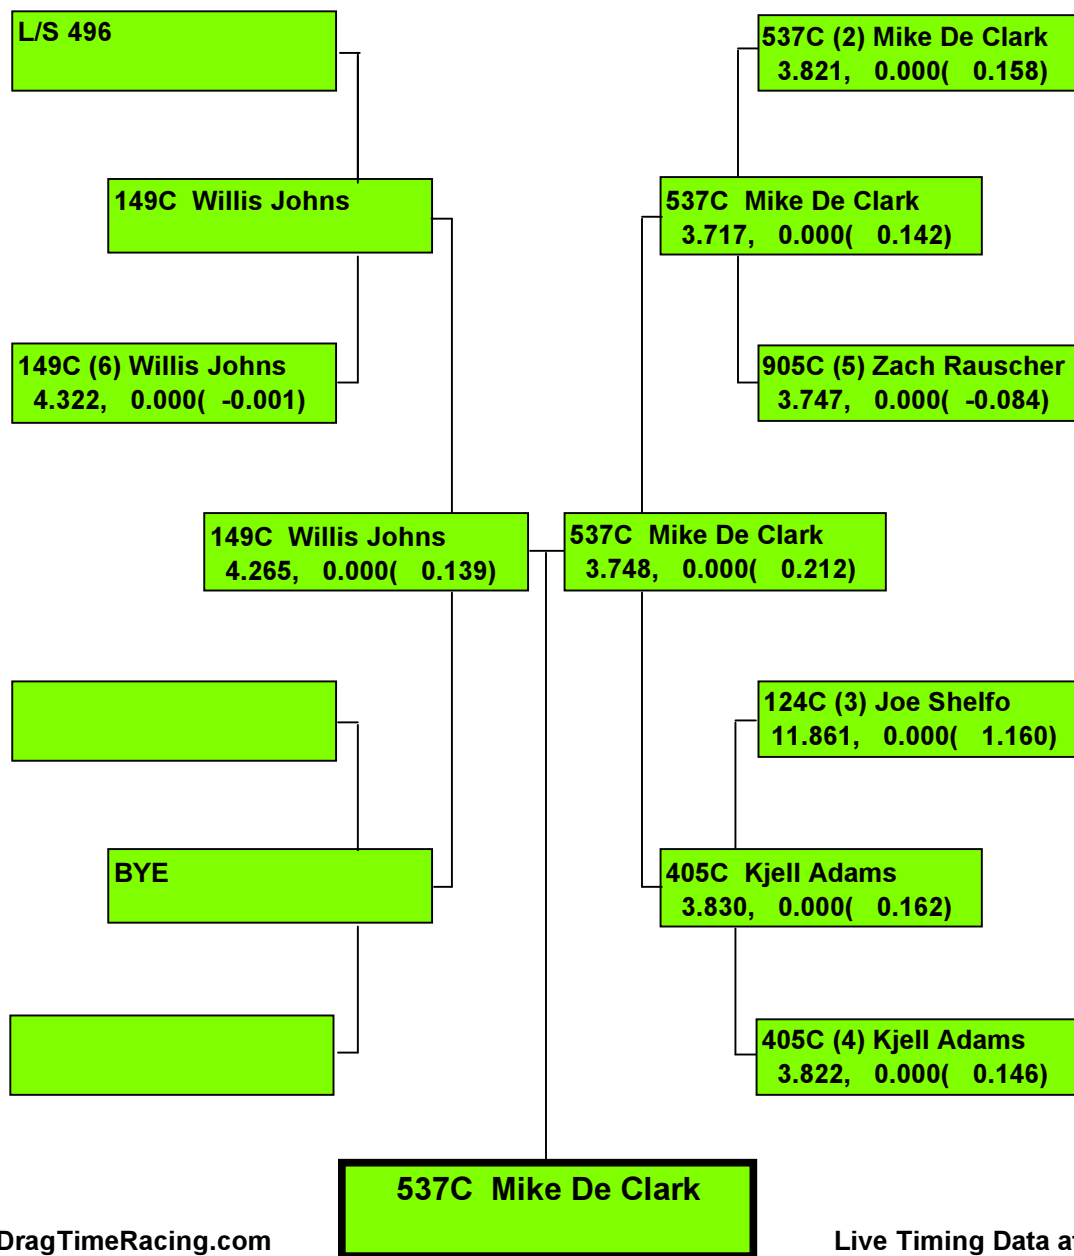 L/S 496
537C (2) Mike De Clark
3.821, 0.000( 0.158)
149C Willis Johns
537C Mike De Clark
3.717, 0.000( 0.142)
149C (6) Willis Johns
4.322, 0.000( -0.001)
905C (5) Zach Rauscher
3.747, 0.000( -0.084)
149C Willis Johns
4.265, 0.000( 0.139)
537C Mike De Clark
3.748, 0.000( 0.212)
124C (3) Joe Shelfo
11.861, 0.000( 1.160)
BYE
405C Kjell Adams
3.830, 0.000( 0.162)
405C (4) Kjell Adams
3.822, 0.000( 0.146)
537C Mike De Clark
DragTimeRacing.com
Live Timing Data at